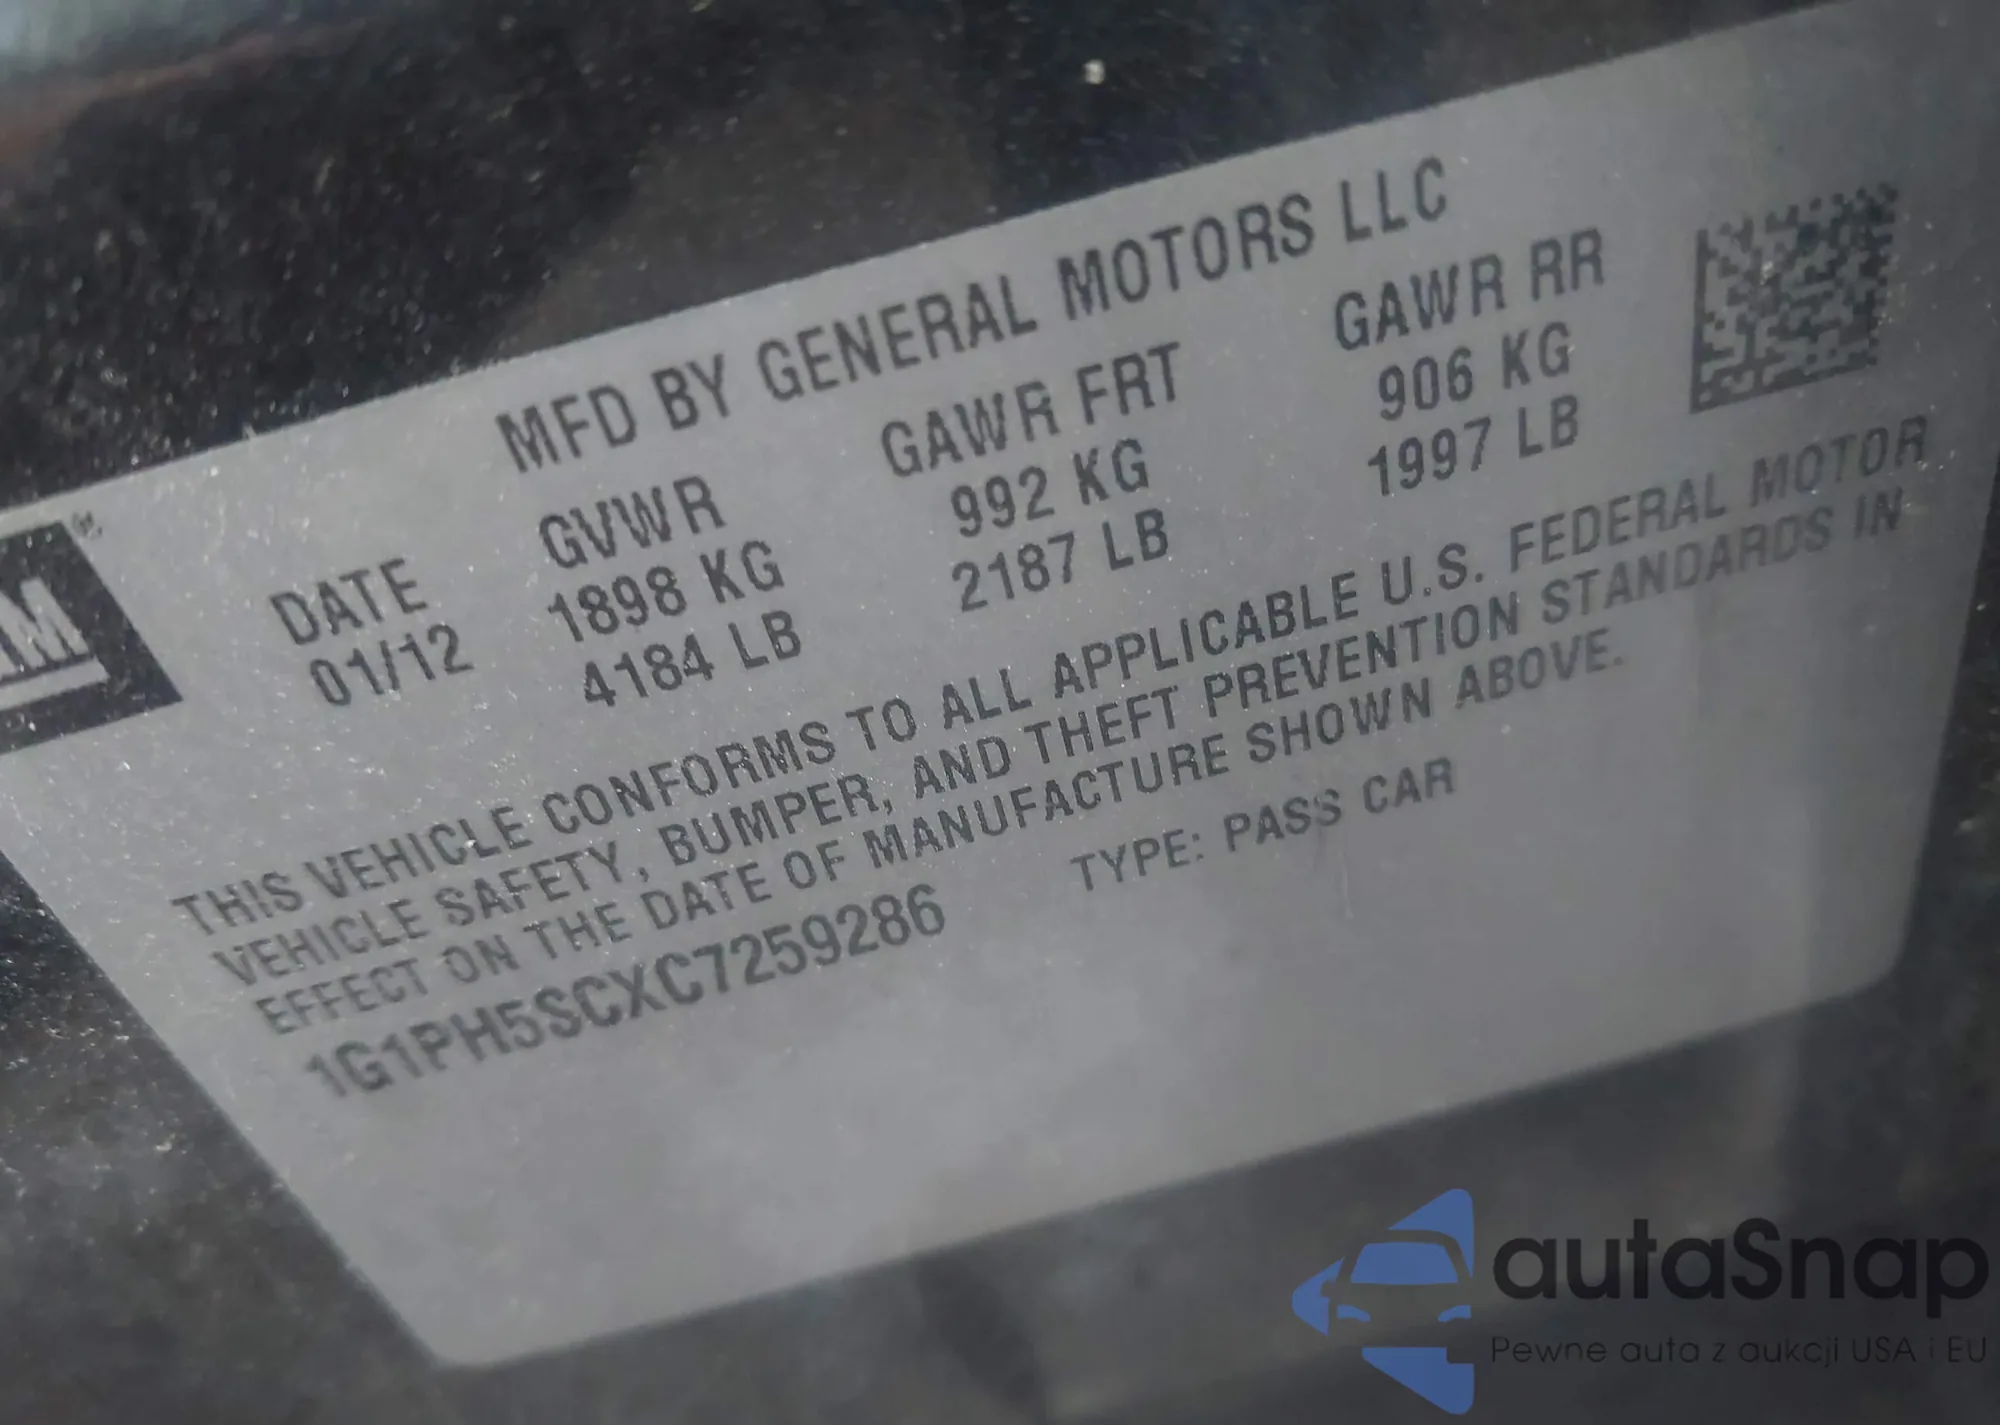 MFD BY GENERAL MOTORS LLC
DATE GVWR GAWR FRT GAWR RR
01/12 1898 KG 992 KG 906 KG
4184 LB 2187 LB 1997 LB
THIS VEHICLE CONFORMS TO ALL APPLICABLE U.S. FEDERAL MOTOR
VEHICLE SAFETY, BUMPER, AND THEFT PREVENTION STANDARDS IN
EFFECT ON THE DATE OF MANUFACTURE SHOWN ABOVE.
1G1PH5SCXC7259286 TYPE: PASS CAR
autaSnap
Pewne auta z aukcji USA i EU